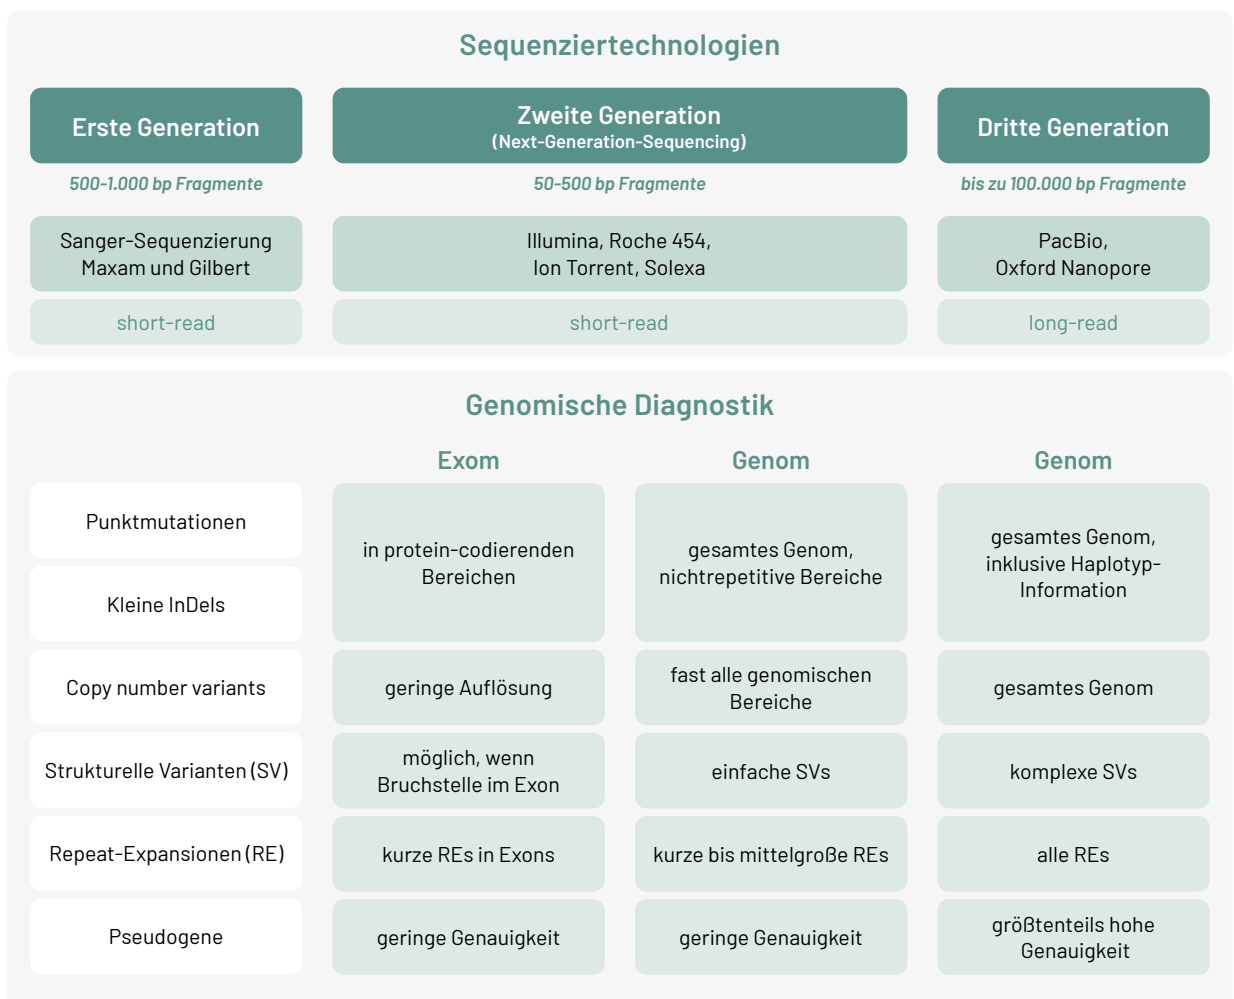 Sequenziertechnologien
Erste Generation
Zweite Generation
(Next-Generation-Sequencing)
Dritte Generation
500-1.000 bp Fragmente
50-500 bp Fragmente
bis zu 100.000 bp Fragmente
Sanger-Sequenzierung
Maxam und Gilbert
Illumina, Roche 454,
Ion Torrent, Solexa
PacBio,
Oxford Nanopore
short-read
short-read
long-read
Genomische Diagnostik
Exom
Genom
Genom
Punktmutationen
Kleine InDels
in protein-codierenden
Bereichen
gesamtes Genom,
nichtrepetitive Bereiche
gesamtes Genom,
inklusive Haplotyp-
Information
Copy number variants
geringe Auflösung
fast alle genomischen
Bereiche
gesamtes Genom
Strukturelle Varianten (SV)
möglich, wenn
Bruchstelle im Exon
einfache SVs
komplexe SVs
Repeat-Expansionen (RE)
kurze REs in Exons
kurze bis mittelgroße REs
alle REs
Pseudogene
geringe Genauigkeit
geringe Genauigkeit
größtenteils hohe
Genauigkeit